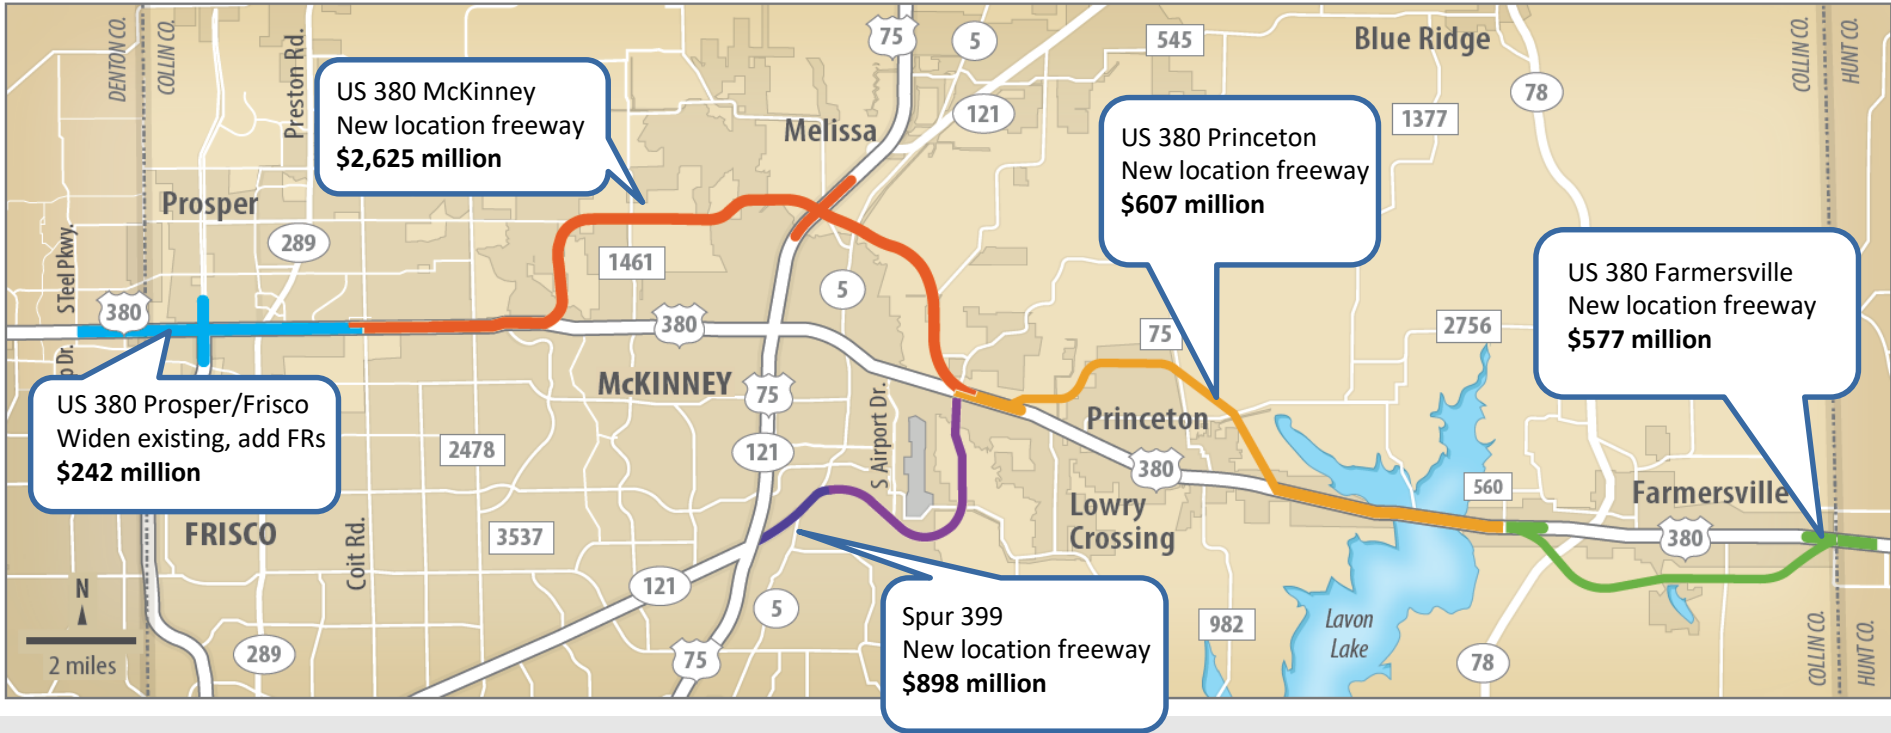 DENTON CO.
COLLIN CO.
Preston Rd.
75
5
545
Blue Ridge
COLLIN CO.
HUNT CO.
78
US 380 McKinney
New location freeway
$2,625 million
121
1377
Melissa
US 380 Princeton
New location freeway
$607 million
Prosper
289
1461
S Teel Pkwy.
380
5
380
75
2756
US 380 Farmersville
New location freeway
$577 million
McKINNEY
75
S Airport Dr.
Princeton
US 380 Prosper/Frisco
Widen existing, add FRs
$242 million
2478
121
380
560
Farmersville
Lowry
Crossing
FRISCO
Coit Rd.
3537
380
N
2 miles
121
5
Spur 399
New location freeway
$898 million
982
Lavon
Lake
289
75
78
COLLIN CO.
HUNT CO.